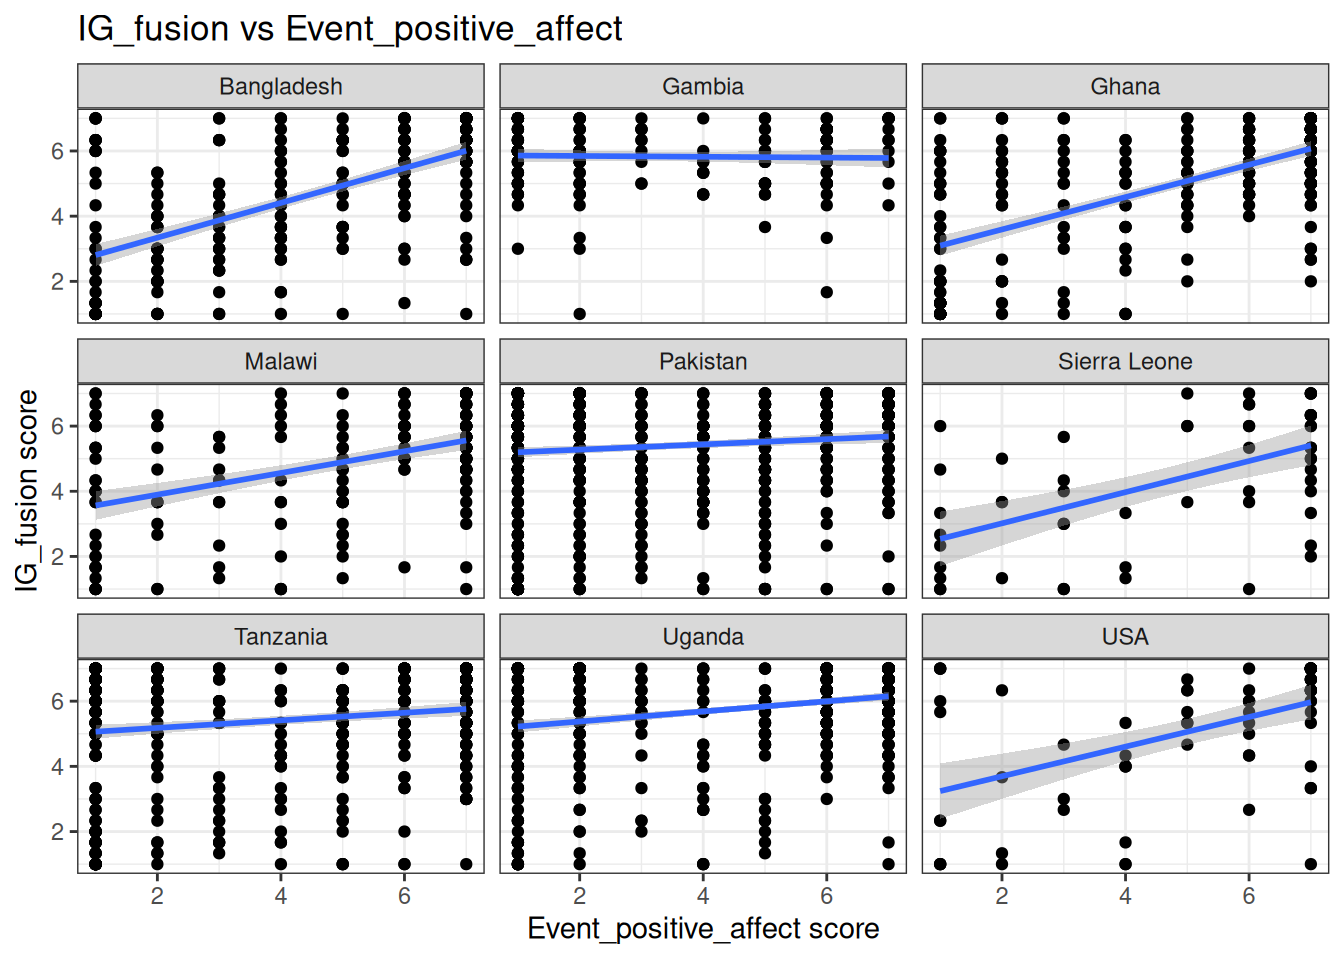 IG_fusion vs Event_positive_affect
Bangladesh
Gambia
Ghana
6
4
2
Malawi
Pakistan
Sierra Leone
6
4
2
Tanzania
Uganda
USA
6
4
2
2 4 6
2 4 6
2 4 6
IG_fusion score
Event_positive_affect score